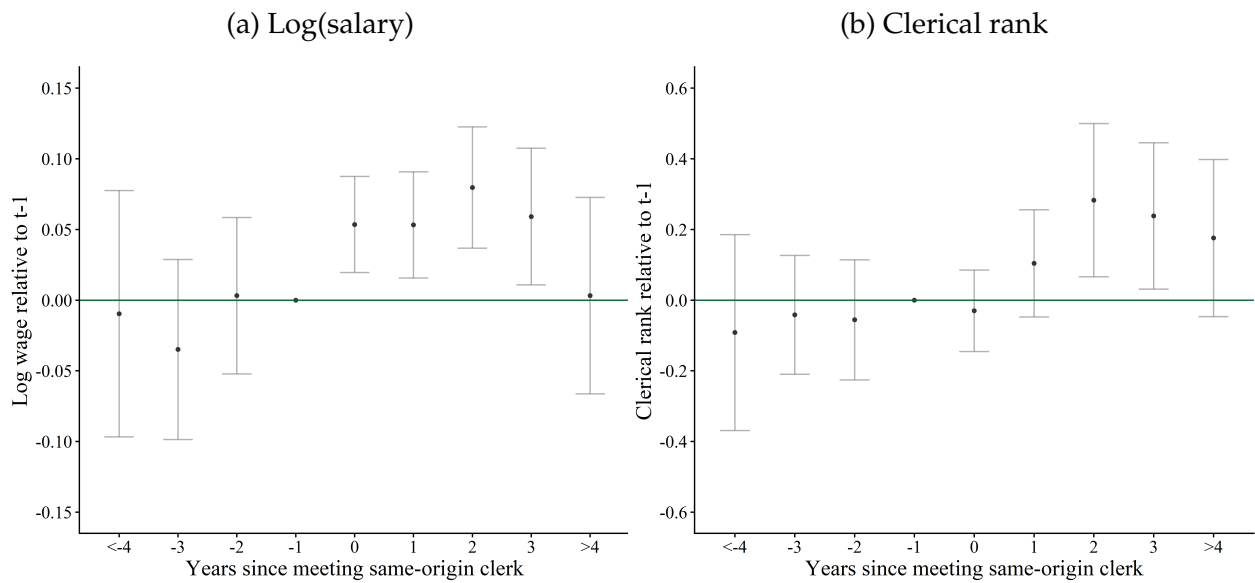 (a) Log(salary)
Log wage relative to t-1
0.15
0.10
0.05
0.00
-0.05
-0.10
-0.15
<-4 -3 -2 -1 0 1 2 3 >4
Years since meeting same-origin clerk
(b) Clerical rank
Clerical rank relative to t-1
0.6
0.4
0.2
0.0
-0.2
-0.4
-0.6
<-4 -3 -2 -1 0 1 2 3 >4
Years since meeting same-origin clerk